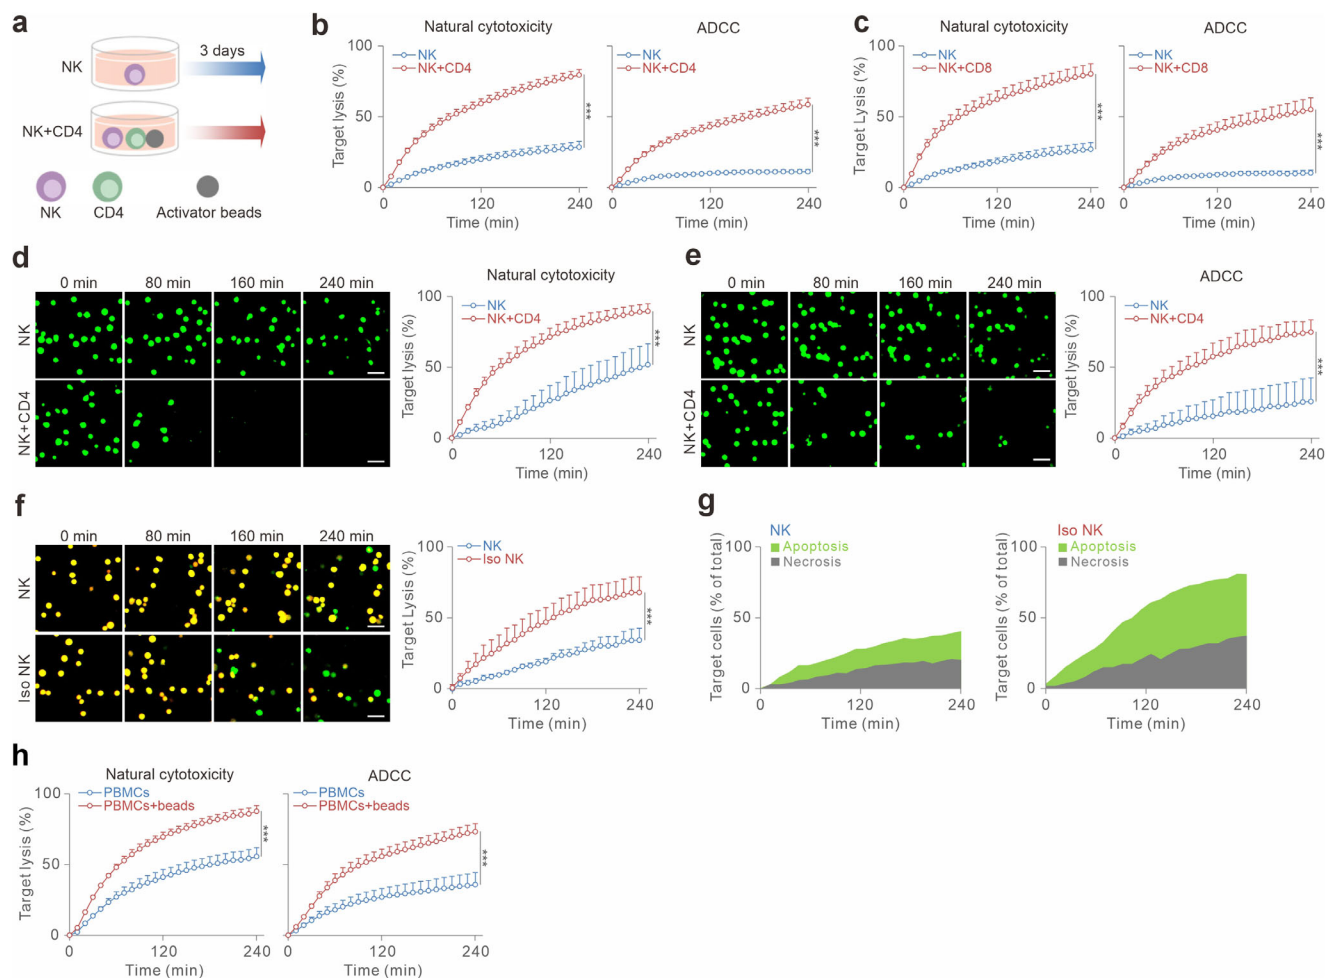 a
NK
3 days
NK+CD4
NK
CD4
Activator beads
b
Natural cytotoxicity
ADCC
Target lysis (%)
100
50
0
NK
NK+CD4
***
0
120
240
Time (min)
NK
NK+CD4
***
0
120
240
Time (min)
c
Natural cytotoxicity
ADCC
Target Lysis (%)
100
50
0
NK
NK+CD8
***
0
120
240
Time (min)
NK
NK+CD8
***
0
120
240
Time (min)
d
0 min
80 min
160 min
240 min
NK
NK+CD4
Natural cytotoxicity
Target lysis (%)
100
50
0
NK
NK+CD4
***
0
120
240
Time (min)
e
0 min
80 min
160 min
240 min
NK
NK+CD4
ADCC
Target lysis (%)
100
50
0
NK
NK+CD4
***
0
120
240
Time (min)
f
0 min
80 min
160 min
240 min
NK
Iso NK
Target Lysis (%)
100
50
0
NK
Iso NK
***
0
120
240
Time (min)
g
NK
Apoptosis
Necrosis
Target cells (% of total)
100
50
0
0
120
240
Time (min)
Iso NK
Apoptosis
Necrosis
Target cells (% of total)
100
50
0
0
120
240
Time (min)
h
Natural cytotoxicity
ADCC
Target lysis (%)
100
50
0
PBMCs
PBMCs+beads
***
0
120
240
Time (min)
PBMCs
PBMCs+beads
***
0
120
240
Time (min)